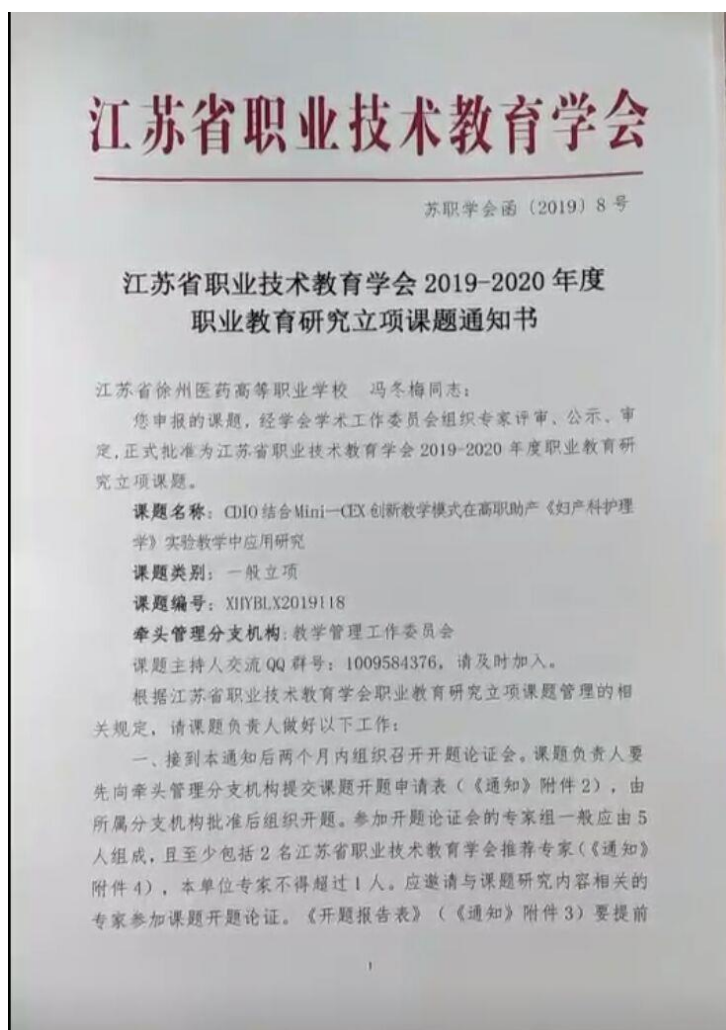 江苏省职业技术教育学会
苏职学会函（2019）8号
江苏省职业技术教育学会2019-2020年度
职业教育研究立项课题通知书
江苏省徐州医药高等职业学校 冯冬梅同志：
您申报的课题，经学会学术工作委员会组织专家评审、公示、审
定,正式批准为江苏省职业技术教育学会2019-2020年度职业教育研
究立项课题。
课题名称：CDIO结合Mini—CEX创新教学模式在高职助产《妇产科护理
学》实验教学中应用研究
课题类别：一般立项
课题编号：XHYBLX2019118
牵头管理分支机构:教学管理工作委员会
课题主持人交流QQ群号：1009584376，请及时加入。
根据江苏省职业技术教育学会职业教育研究立项课题管理的相
关规定，请课题负责人做好以下工作：
一、接到本通知后两个月内组织召开开题论证会。课题负责人要
先向牵头管理分支机构提交课题开题申请表（《通知》附件2），由
所属分支机构批准后组织开题。参加开题论证会的专家组一般应由5
人组成，且至少包括2名江苏省职业技术教育学会推荐专家（《通知》
附件4），本单位专家不得超过1人。应邀请与课题研究内容相关的
专家参加课题开题论证。《开题报告表》（《通知》附件3）要提前
1